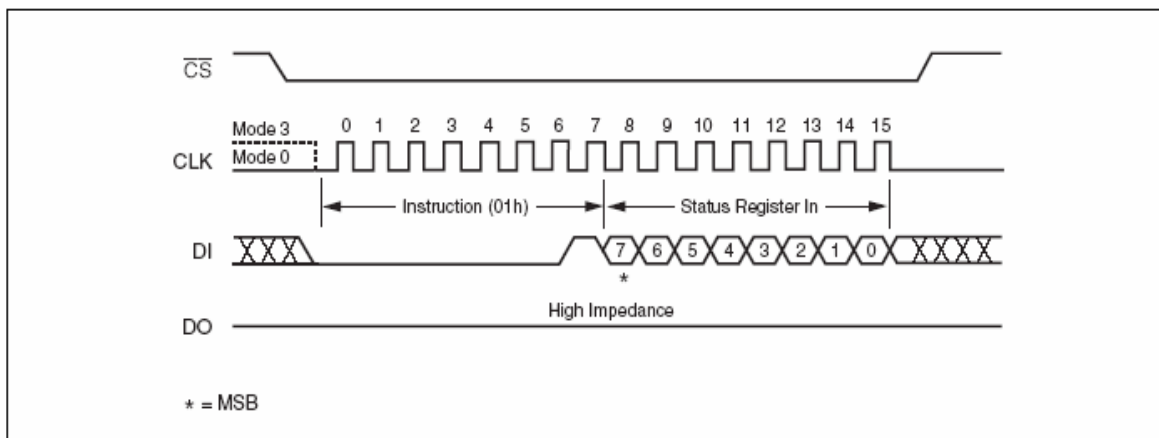 CS
Mode 3
0 1 2 3 4 5 6 7 8 9 10 11 12 13 14 15
CLK
Mode 0
Instruction (01h)
Status Register In
DI
7 6 5 4 3 2 1 0
*
High Impedance
DO
* = MSB